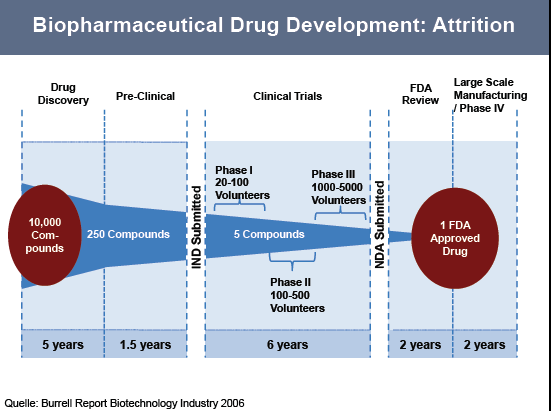 Biopharmaceutical Drug Development: Attrition
Drug
Discovery
Pre-Clinical
Clinical Trials
FDA
Review
Large Scale
Manufacturing
/ Phase IV
10,000
Com-
pounds
250 Compounds
IND Submitted
Phase I
20-100
Volunteers
5 Compounds
Phase II
100-500
Volunteers
Phase III
1000-5000
Volunteers
NDA Submitted
1 FDA
Approved
Drug
5 years
1.5 years
6 years
2 years
2 years
Quelle: Burrell Report Biotechnology Industry 2006